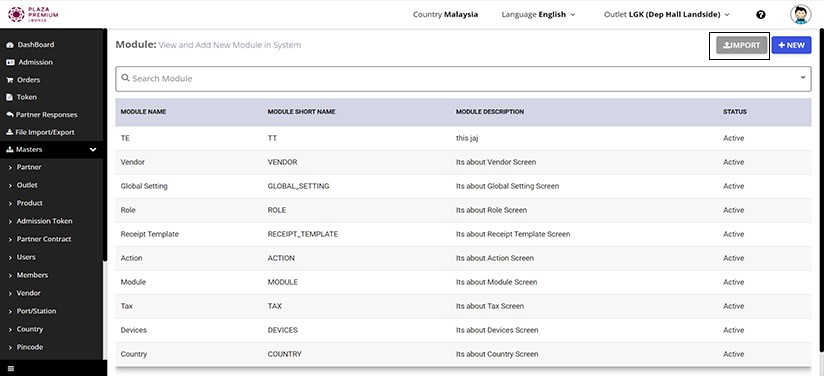 PLAZA
PREMIUM
LOUNGE
Country Malaysia
Language English
Outlet LGK (Dep Hall Landside)
DashBoard
Admission
Orders
Token
Partner Responses
File Import/Export
Masters
Partner
Outlet
Product
Admission Token
Partner Contract
Users
Members
Vendor
Port/Station
Country
Pincode
Module: View and Add New Module in System
IMPORT
+ NEW
Search Module
MODULE NAME MODULE SHORT NAME MODULE DESCRIPTION STATUS
TE TT this jaj Active
Vendor VENDOR Its about Vendor Screen Active
Global Setting GLOBAL_SETTING Its about Global Setting Screen Active
Role ROLE Its about Role Screen Active
Receipt Template RECEIPT_TEMPLATE Its about Receipt Template Screen Active
Action ACTION Its about Action Screen Active
Module MODULE Its about Module Screen Active
Tax TAX Its about Tax Screen Active
Devices DEVICES Its about Devices Screen Active
Country COUNTRY Its about Country Screen Active